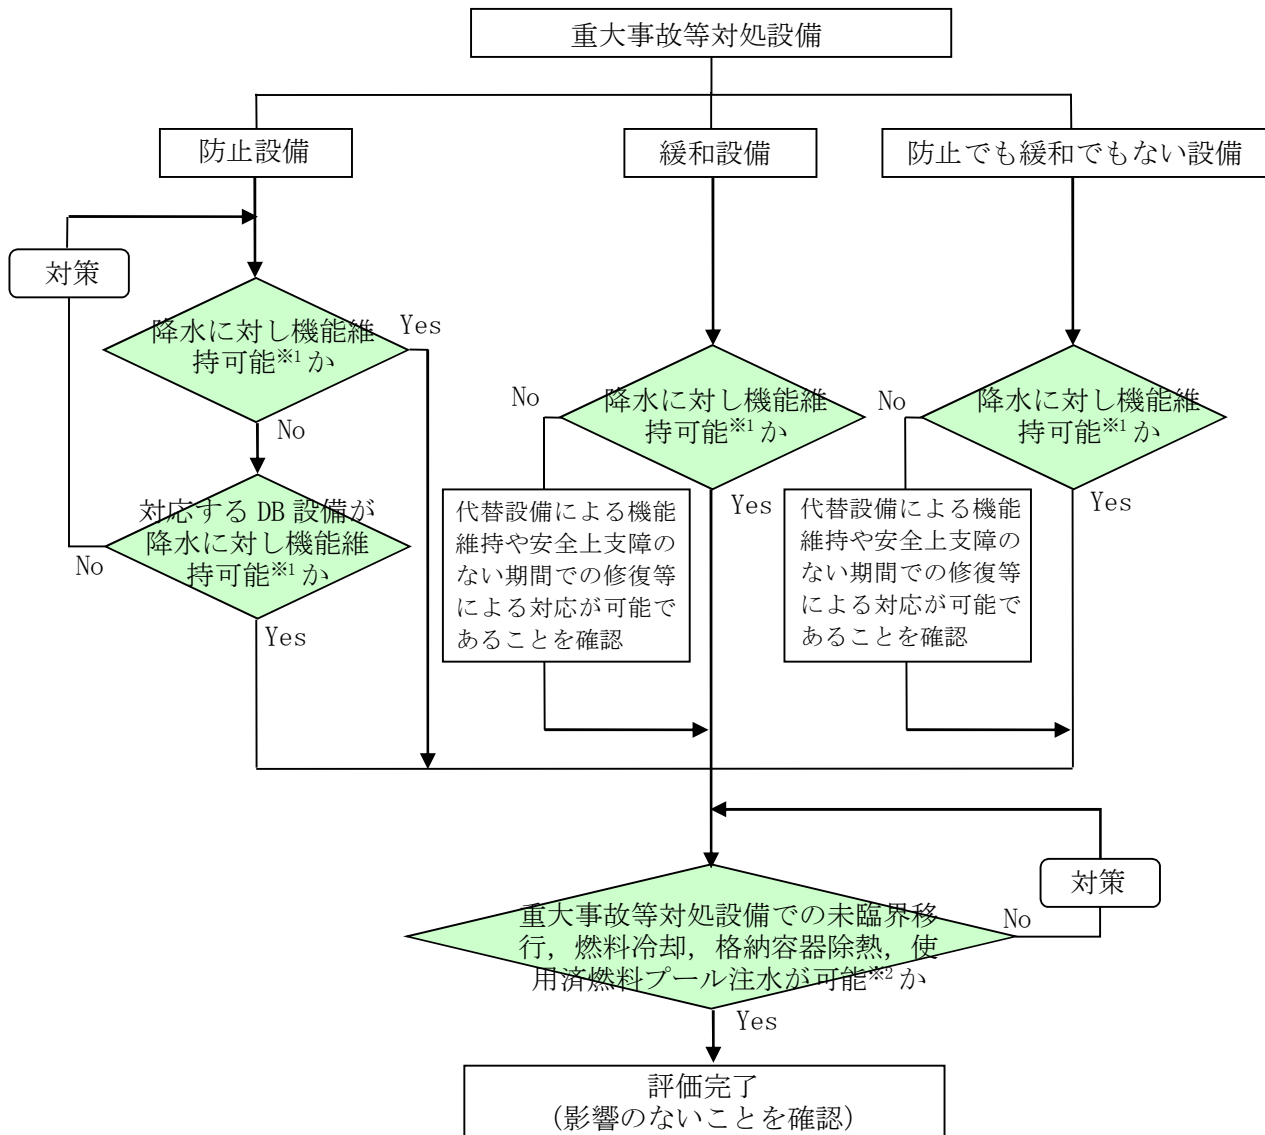 重大事故等対処設備
防止設備
緩和設備
防止でも緩和でもない設備
対策
降水に対し機能維
持可能※1か
Yes
No
対応する DB 設備が
降水に対し機能維
持可能※1か
No
Yes
No
降水に対し機能維
持可能※1か
Yes
代替設備による機能
維持や安全上支障の
ない期間での修復等
による対応が可能で
あることを確認
No
降水に対し機能維
持可能※1か
Yes
代替設備による機能
維持や安全上支障の
ない期間での修復等
による対応が可能で
あることを確認
対策
重大事故等対処設備での未臨界移
行，燃料冷却，格納容器除熱，使
用済燃料プール注水が可能※2か
No
Yes
評価完了
（影響のないことを確認）